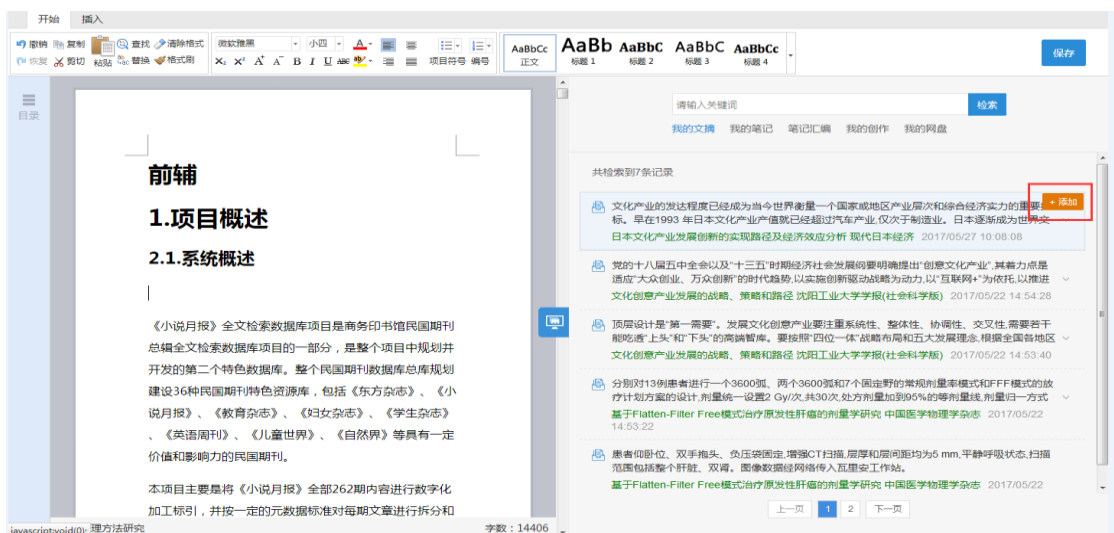 开始 插入
撤销 复制 粘贴 查找 清除格式 微软雅黑 小四 A 项目符号 编号 AaBbCc 正文 AaBb 标题 1 AaBbC 标题 2 AaBbC 标题 3 AaBbCc 标题 4 保存
恢复 剪切 替换 格式刷 X₂ X² A A B I U ABC
目录
前辅
1.项目概述
2.1.系统概述
《小说月报》全文检索数据库项目是商务印书馆民国期刊
总辑全文检索数据库项目的一部分，是整个项目中规划并
开发的第二个特色数据库。整个民国期刊数据库总库规划
建设36种民国期刊特色资源库，包括《东方杂志》、《小
说月报》、《教育杂志》、《妇女杂志》、《学生杂志》
、《英语周刊》、《儿童世界》、《自然界》等具有一定
价值和影响力的民国期刊。
本项目主要是将《小说月报》全部262期内容进行数字化
加工标引，并按一定的元数据标准对每期文章进行拆分和
javascript:void(0); 理方法研究
字数：14406
请输入关键词 检索
我的文摘 我的笔记 笔记汇编 我的创作 我的网盘
共检索到7条记录
+ 添加
文化产业的发达程度已经成为当今世界衡量一个国家或地区产业层次和综合经济实力的重要
标。早在1993 年日本文化产业产值就已经超过汽车产业,仅次于制造业。日本逐渐成为世界文
日本文化产业发展创新的实现路径及经济效应分析 现代日本经济 2017/05/27 10:08:08
党的十八届五中全会以及“十三五”时期经济社会发展纲要明确提出“创意文化产业”,其着力点是
适应“大众创业、万众创新”的时代趋势,以实施创新驱动战略为动力,以“互联网+”为依托,以推进
文化创意产业发展的战略、策略和路径 沈阳工业大学学报(社会科学版) 2017/05/22 14:54:28
顶层设计是“第一需要”。发展文化创意产业要注重系统性、整体性、协调性、交叉性,需要若干
能吃透“上头”和“下头”的高端智库。要按照“四位一体”战略布局和五大发展理念,根据全国各地区
文化创意产业发展的战略、策略和路径 沈阳工业大学学报(社会科学版) 2017/05/22 14:53:40
分别对13例患者进行一个3600弧、两个3600弧和7个固定野的常规剂量率模式和FFF模式的放
疗计划方案的设计,剂量统一设置2 Gy/次,共30次,处方剂量加到95%的等剂量线,剂量归一方式
基于Flatten-Filter Free模式治疗原发性肝癌的剂量学研究 中国医学物理学杂志 2017/05/22
14:53:22
患者仰卧位、双手抱头、负压袋固定,增强CT扫描,层厚和层间距均为5 mm,平静呼吸状态,扫描
范围包括整个肝脏、双肾。图像数据经网络传入瓦里安工作站。
基于Flatten-Filter Free模式治疗原发性肝癌的剂量学研究 中国医学物理学杂志 2017/05/22
上一页 1 2 下一页